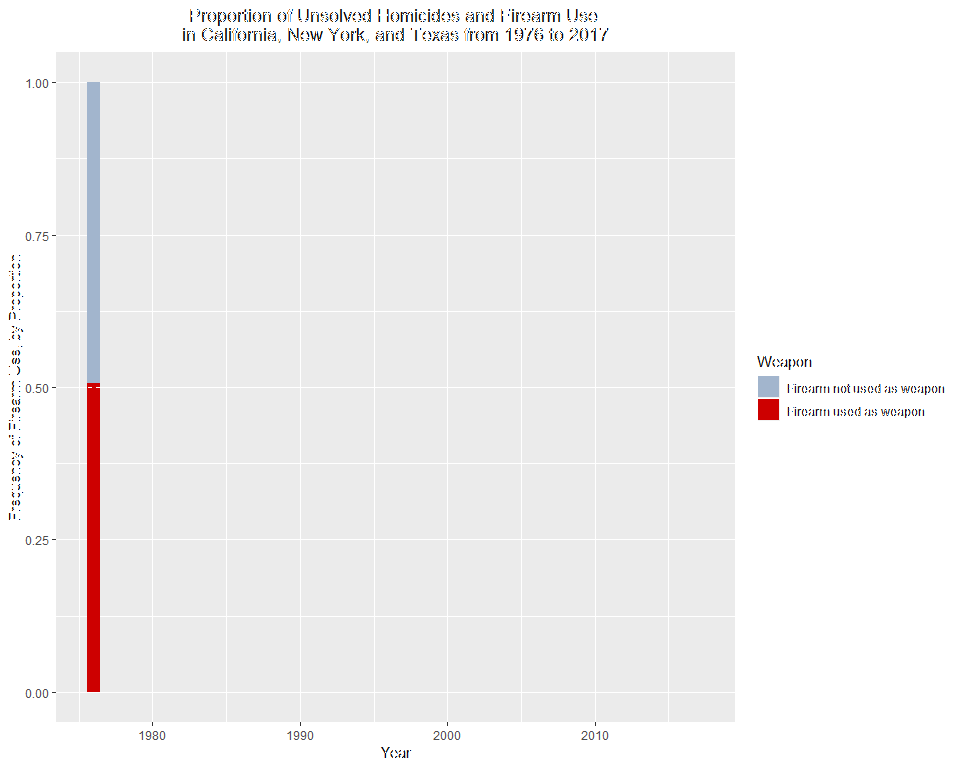 Proportion of Unsolved Homicides and Firearm Use
in California, New York, and Texas from 1976 to 2017
1.00
0.75
0.50
0.25
0.00
Frequency of Firearm Use, by Proportion
1980
1990
2000
2010
Year
Weapon
Firearm not used as weapon
Firearm used as weapon